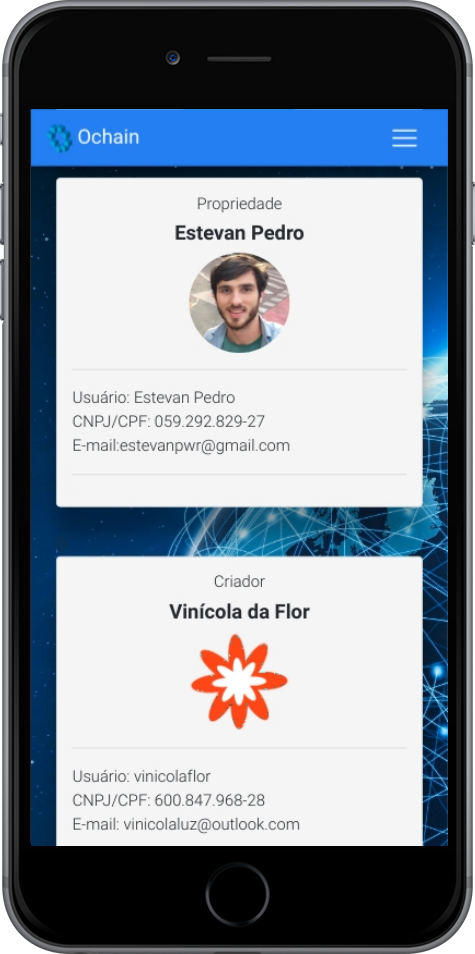 Ochain
Propriedade
Estevan Pedro
Usuário: Estevan Pedro
CNPJ/CPF: 059.292.829-27
E-mail:estevanpwr@gmail.com
Criador
Vinícola da Flor
Usuário: vinicolaflor
CNPJ/CPF: 600.847.968-28
E-mail: vinicolaluz@outlook.com